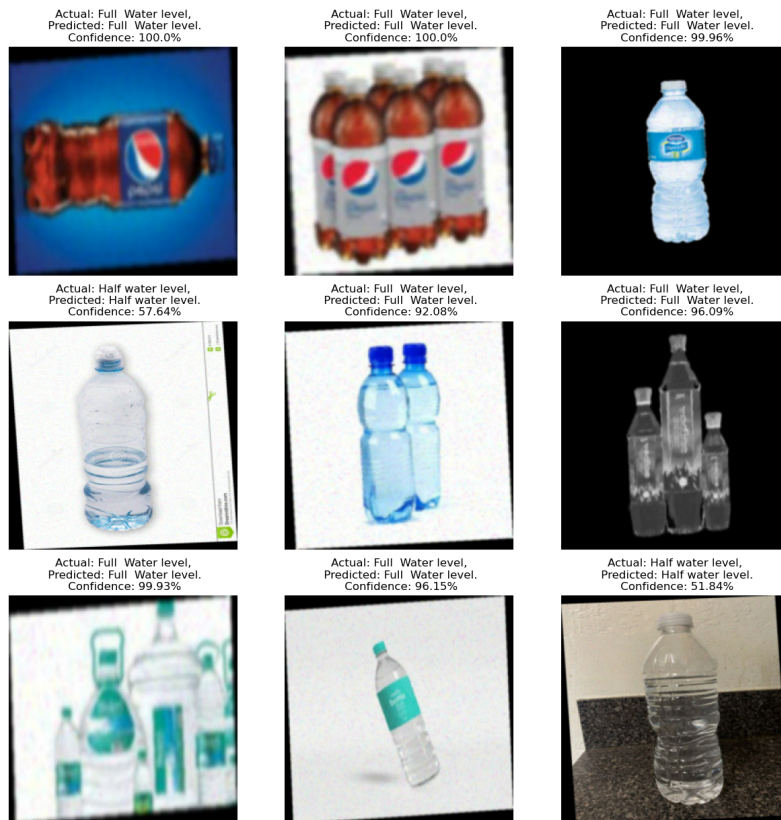 Actual: Full  Water level,
Predicted: Full  Water level.
Confidence: 100.0%
Actual: Full  Water level,
Predicted: Full  Water level.
Confidence: 100.0%
Actual: Full  Water level,
Predicted: Full  Water level.
Confidence: 99.96%
pepsi
Actual: Half water level,
Predicted: Half water level.
Confidence: 57.64%
Actual: Full  Water level,
Predicted: Full  Water level.
Confidence: 92.08%
Actual: Full  Water level,
Predicted: Full  Water level.
Confidence: 96.09%
Actual: Full  Water level,
Predicted: Full  Water level.
Confidence: 99.93%
Actual: Full  Water level,
Predicted: Full  Water level.
Confidence: 96.15%
Actual: Half water level,
Predicted: Half water level.
Confidence: 51.84%